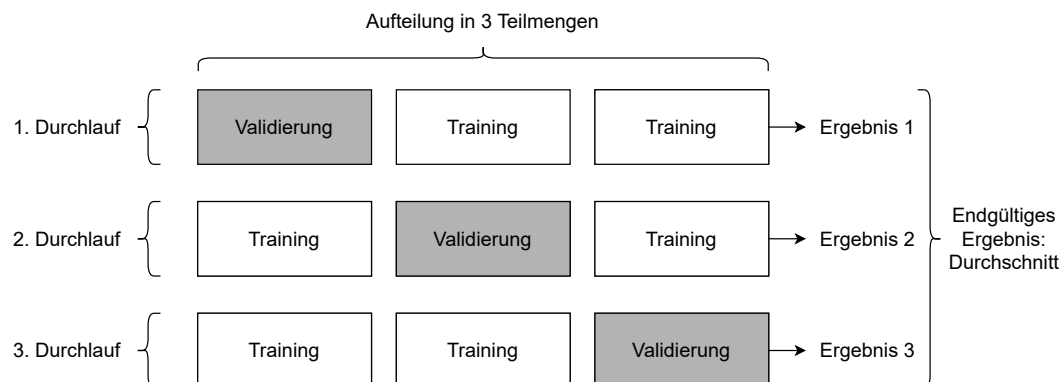 Aufteilung in 3 Teilmengen
1. Durchlauf Validierung Training Training Ergebnis 1
2. Durchlauf Training Validierung Training Ergebnis 2
Endgültiges
Ergebnis:
Durchschnitt
3. Durchlauf Training Training Validierung Ergebnis 3